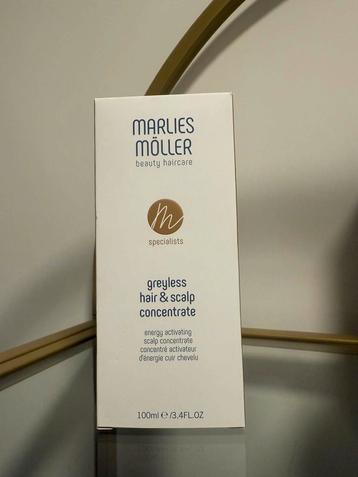 MARLIES
MÖLLER
beauty haircare
m
specialists
greyless
hair & scalp
concentrate
energy activating
scalp concentrate
concentré activateur
d'énergie cuir chevelu
100ml ℮ /3.4FL.OZ